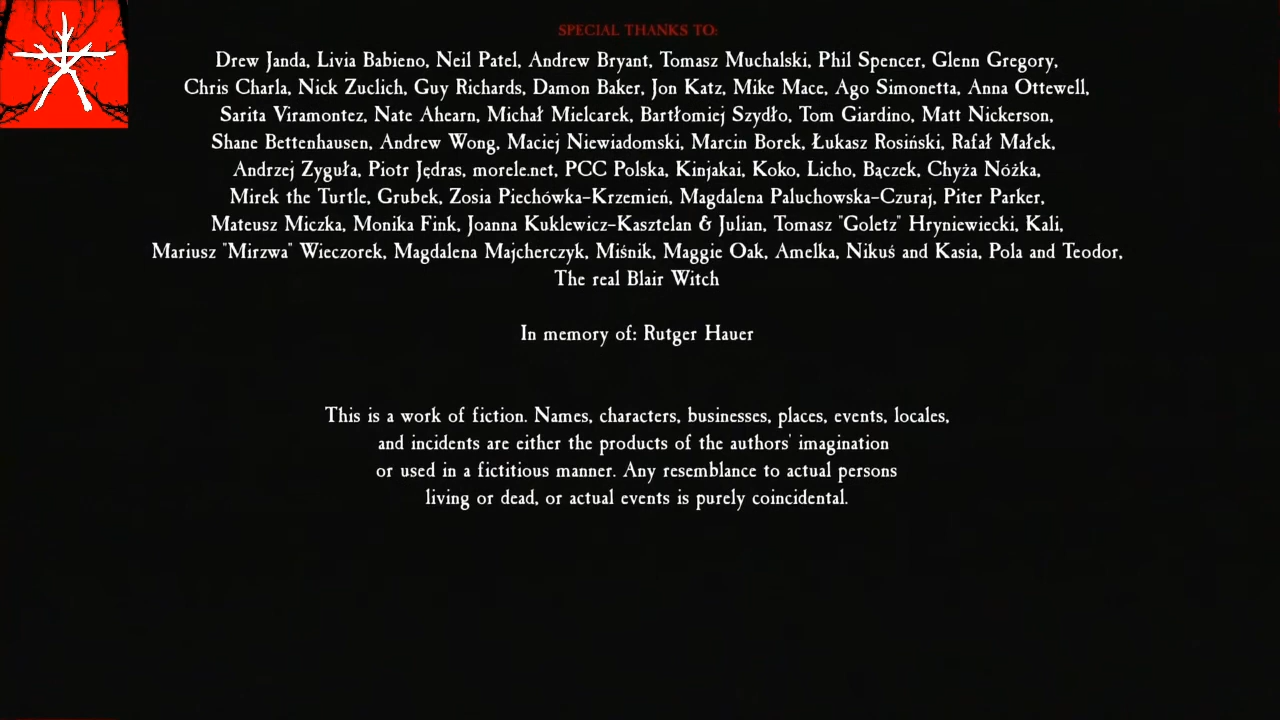 SPECIAL THANKS TO:
Drew Janda, Livia Babieno, Neil Patel, Andrew Bryant, Tomasz Muchalski, Phil Spencer, Glenn Gregory,
Chris Charla, Nick Zuclich, Guy Richards, Damon Baker, Jon Katz, Mike Mace, Ago Simonetta, Anna Ottewell,
Sarita Viramontez, Nate Ahearn, Michał Mielcarek, Bartłomiej Szydło, Tom Giardino, Matt Nickerson,
Shane Bettenhausen, Andrew Wong, Maciej Niewiadomski, Marcin Borek, Łukasz Rosiński, Rafał Małek,
Andrzej Zyguła, Piotr Jędras, morele.net, PCC Polska, Kinjakai, Koko, Licho, Bączek, Chyża Nóżka,
Mirek the Turtle, Grubek, Zosia Piechówka-Krzemień, Magdalena Paluchowska-Czuraj, Piter Parker,
Mateusz Miczka, Monika Fink, Joanna Kuklewicz-Kasztelan & Julian, Tomasz "Goletz" Hryniewiecki, Kali,
Mariusz "Mirzwa" Wieczorek, Magdalena Majcherczyk, Miśnik, Maggie Oak, Amelka, Nikuś and Kasia, Pola and Teodor,
The real Blair Witch
In memory of: Rutger Hauer
This is a work of fiction. Names, characters, businesses, places, events, locales,
and incidents are either the products of the authors' imagination
or used in a fictitious manner. Any resemblance to actual persons
living or dead, or actual events is purely coincidental.